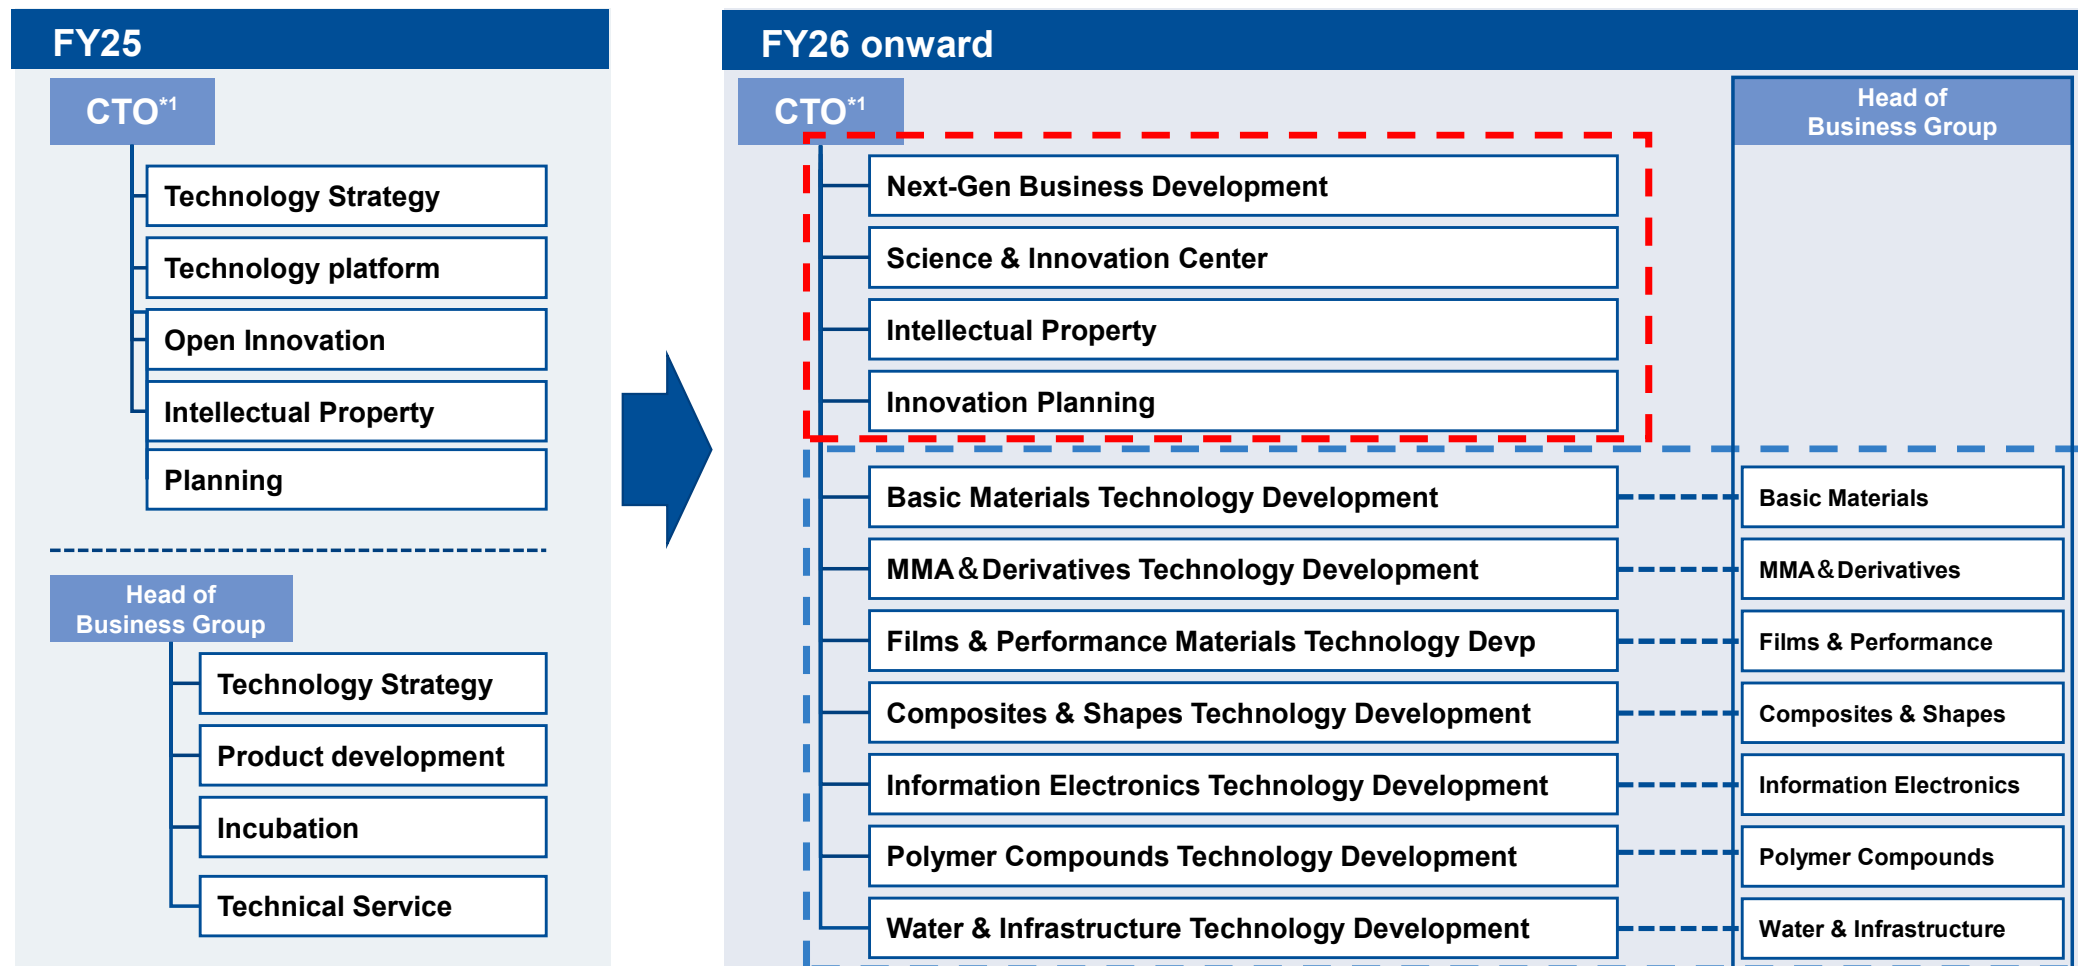 FY25
CTO*1
Technology Strategy
Technology platform
Open Innovation
Intellectual Property
Planning
Head of
Business Group
Technology Strategy
Product development
Incubation
Technical Service
FY26 onward
CTO*1
Head of
Business Group
Next-Gen Business Development
Science & Innovation Center
Intellectual Property
Innovation Planning
Basic Materials Technology Development
Basic Materials
MMA＆Derivatives Technology Development
MMA＆Derivatives
Films & Performance Materials Technology Devp
Films & Performance
Composites & Shapes Technology Development
Composites & Shapes
Information Electronics Technology Development
Information Electronics
Polymer Compounds Technology Development
Polymer Compounds
Water & Infrastructure Technology Development
Water & Infrastructure